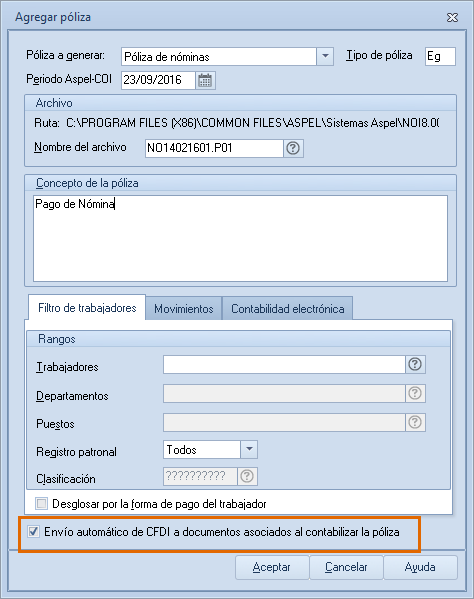 Agregar póliza
Póliza a generar: Póliza de nóminas Tipo de póliza Eg
Periodo Aspel-COI 23/09/2016
Archivo
Ruta: C:\PROGRAM FILES (X86)\COMMON FILES\ASPEL\Sistemas Aspel\NOI8.0(
Nombre del archivo NO14021601.P01 ?
Concepto de la póliza
Pago de Nómina
Filtro de trabajadores Movimientos Contabilidad electrónica
Rangos
Trabajadores ?
Departamentos ?
Puestos ?
Registro patronal Todos
Clasificación ?????????? ?
Desglosar por la forma de pago del trabajador
Envío automático de CFDI a documentos asociados al contabilizar la póliza
Aceptar Cancelar Ayuda